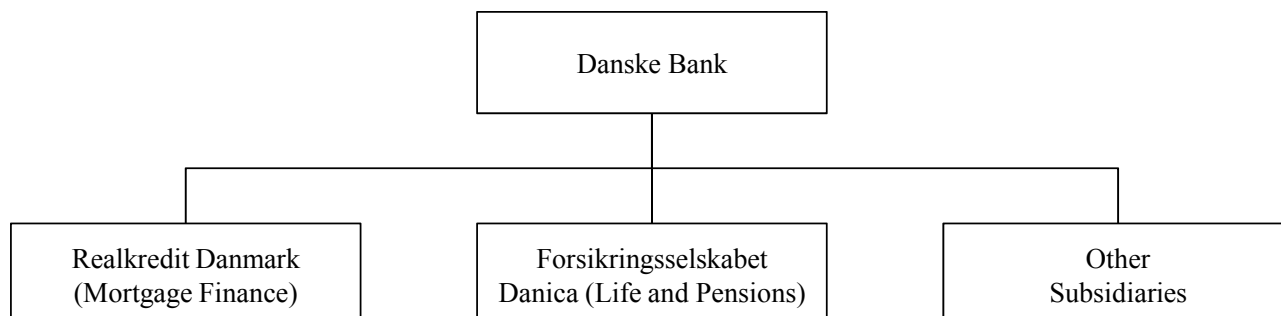 Danske Bank
Realkredit Danmark
(Mortgage Finance)
Forsikringsselskabet
Danica (Life and Pensions)
Other
Subsidiaries